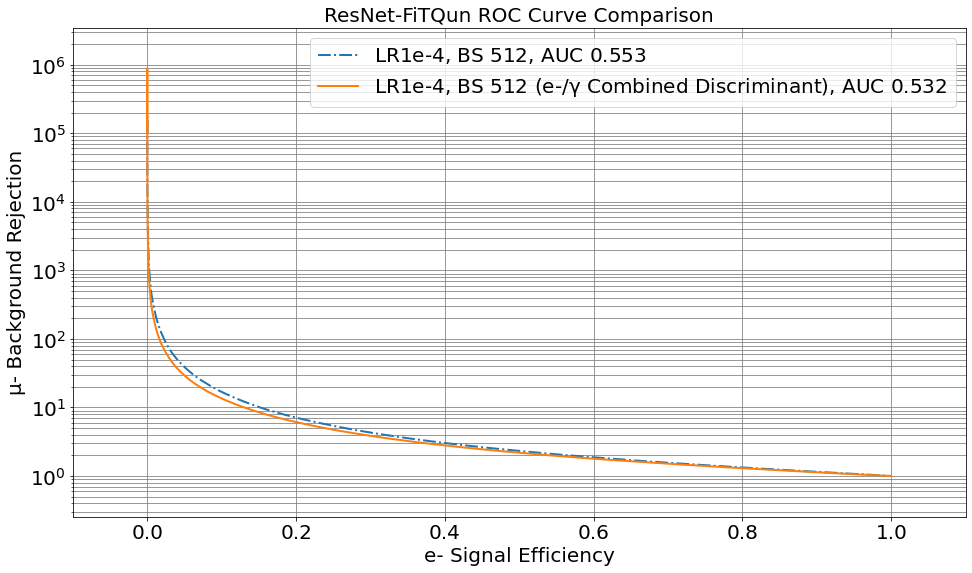 ResNet-FiTQun ROC Curve Comparison
LR1e-4, BS 512, AUC 0.553
LR1e-4, BS 512 (e-/γ Combined Discriminant), AUC 0.532
μ- Background Rejection
10⁶
10⁵
10⁴
10³
10²
10¹
10⁰
0.0 0.2 0.4 0.6 0.8 1.0
e- Signal Efficiency